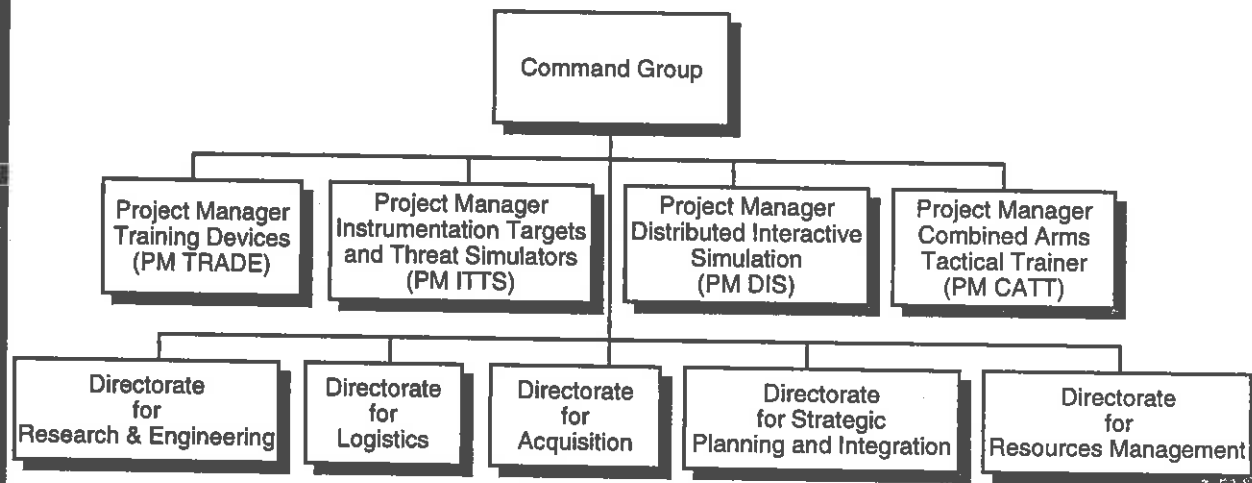 Command Group
Project Manager
Training Devices
(PM TRADE)
Project Manager
Instrumentation Targets
and Threat Simulators
(PM ITTS)
Project Manager
Distributed Interactive
Simulation
(PM DIS)
Project Manager
Combined Arms
Tactical Trainer
(PM CATT)
Directorate
for
Research & Engineering
Directorate
for
Logistics
Directorate
for
Acquisition
Directorate
for Strategic
Planning and Integration
Directorate
for
Resources Management